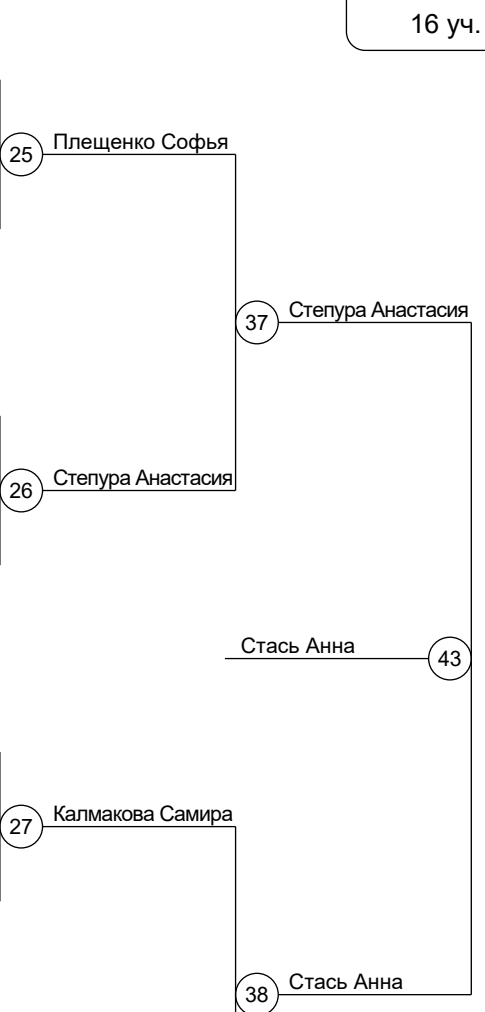 16 уч.
Плещенко Софья
25
Степура Анастасия
37
Степура Анастасия
26
Стась Анна
43
Калмакова Самира
27
Стась Анна
38